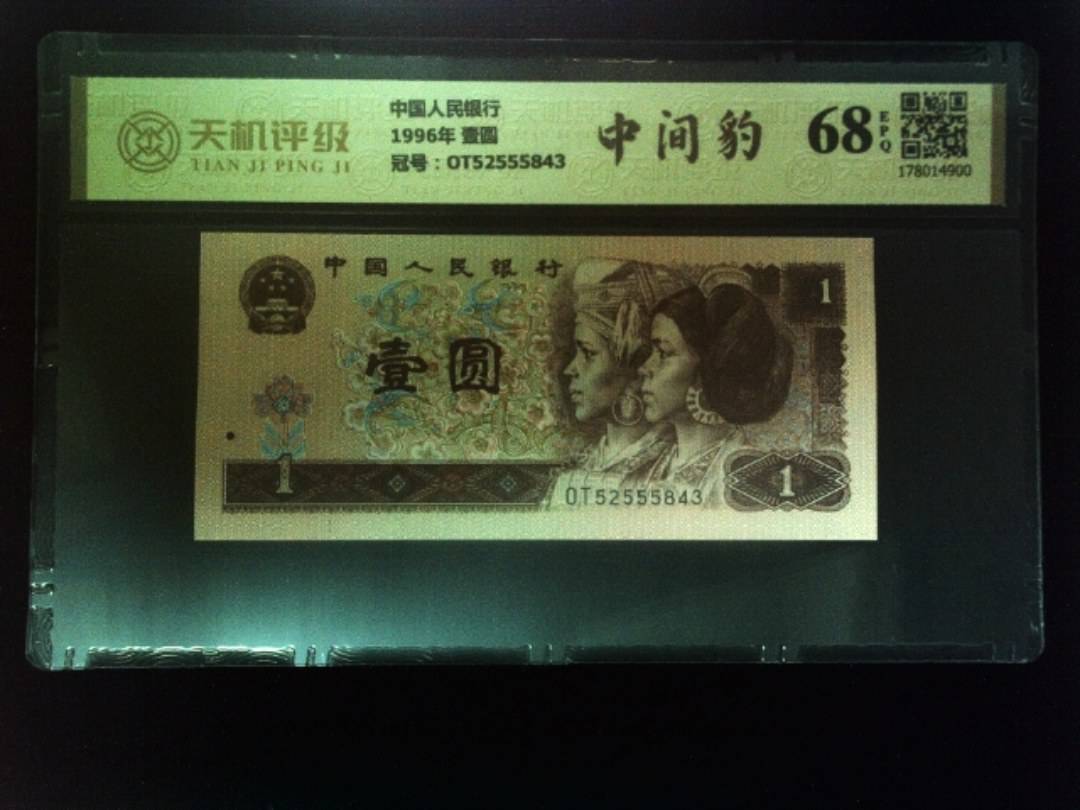 天机评级
TIAN JI PING JI
中国人民银行
1996年 壹圆
冠号：OT52555843
中间豹
68
EPQ
178014900
中国人民银行
1
壹圆
1
OT52555843
1